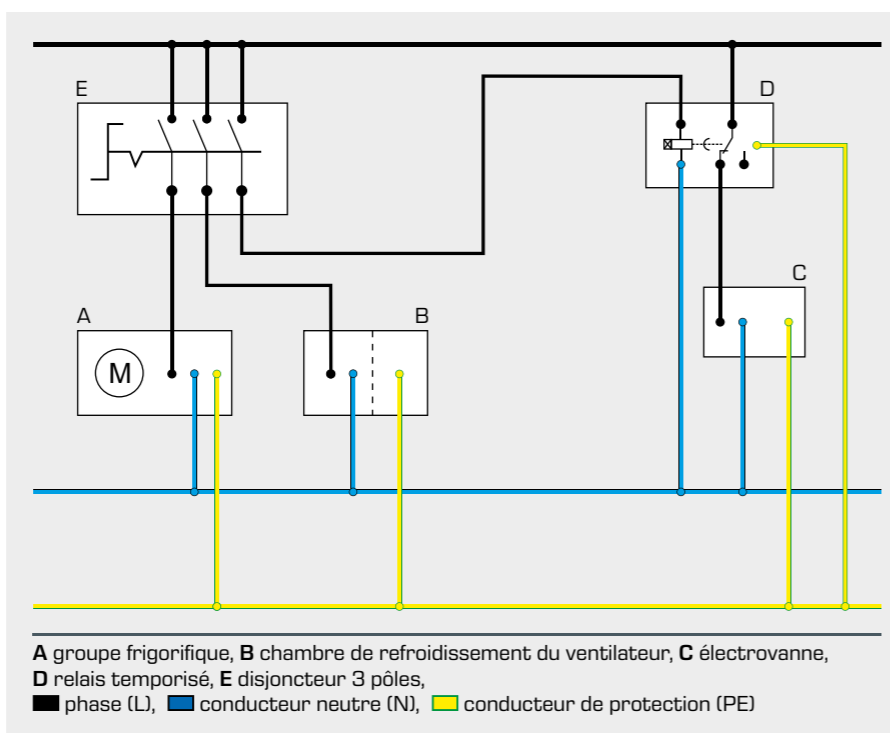 E
D
C
A
B
M
A groupe frigorifique, B chambre de refroidissement du ventilateur, C électrovanne,
D relais temporisé, E disjoncteur 3 pôles,
phase (L), conducteur neutre (N), conducteur de protection (PE)